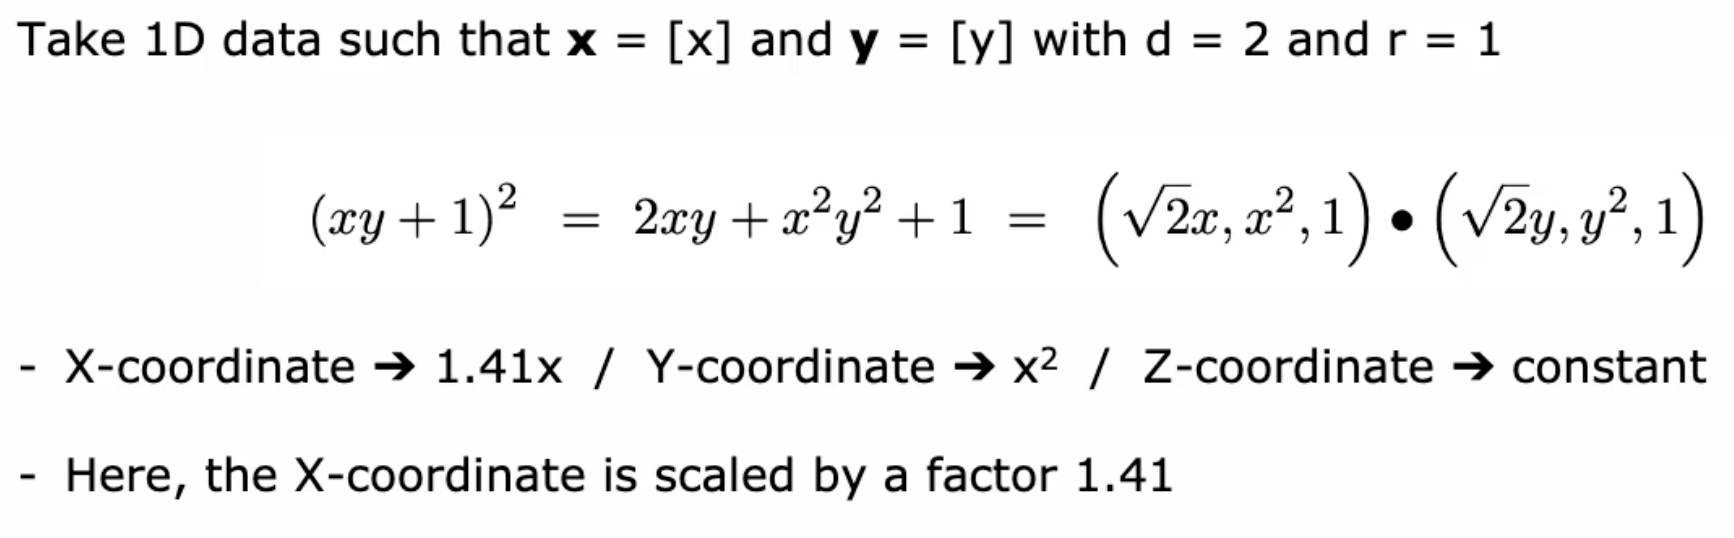 Take 1D data such that x = [x] and y = [y] with d = 2 and r = 1
(xy + 1)² = 2xy + x²y² + 1 = (√2x, x², 1) • (√2y, y², 1)
- X-coordinate ➔ 1.41x / Y-coordinate ➔ x² / Z-coordinate ➔ constant
- Here, the X-coordinate is scaled by a factor 1.41